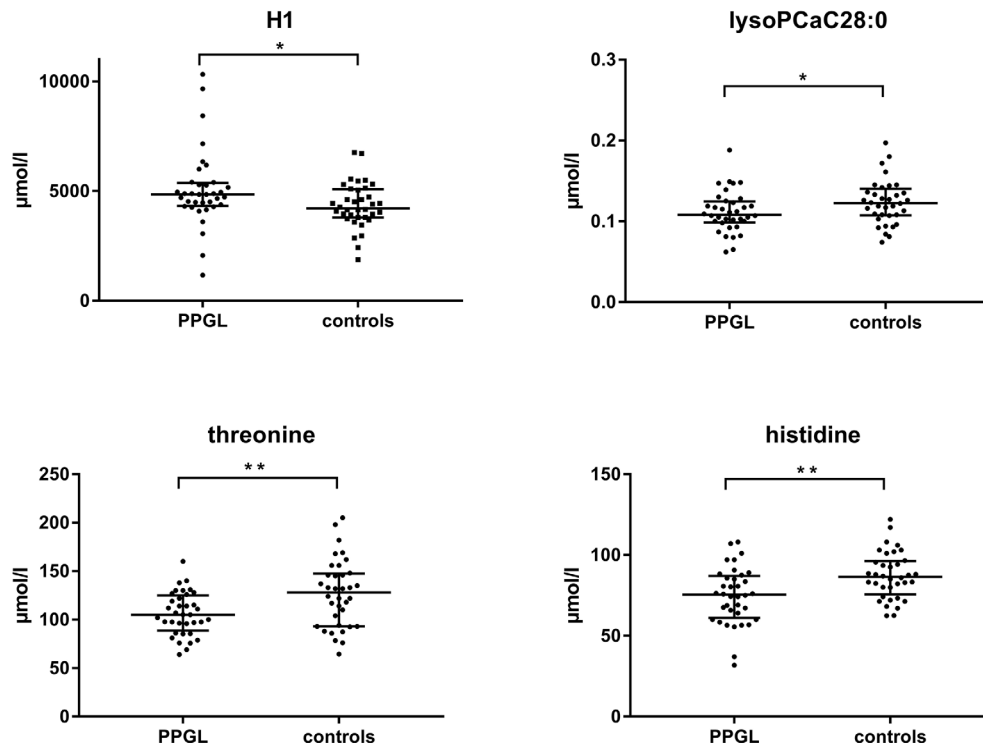 H1
*
10000
5000
0
µmol/l
PPGL
controls
lysoPCaC28:0
*
0.3
0.2
0.1
0.0
µmol/l
PPGL
controls
threonine
**
250
200
150
100
50
0
µmol/l
PPGL
controls
histidine
**
150
100
50
0
µmol/l
PPGL
controls